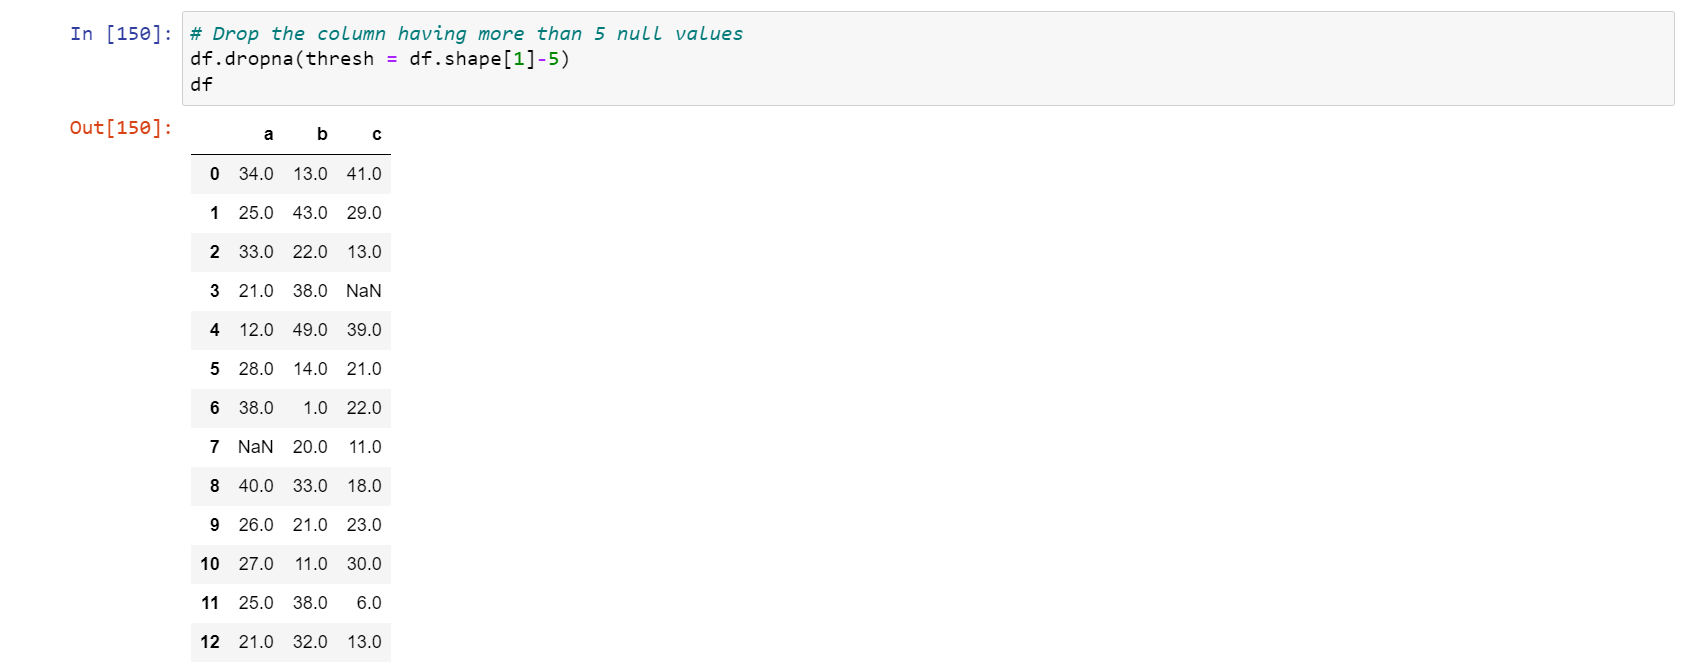 In [150]: # Drop the column having more than 5 null values
df.dropna(thresh = df.shape[1]-5)
df
Out[150]:
a b c
0 34.0 13.0 41.0
1 25.0 43.0 29.0
2 33.0 22.0 13.0
3 21.0 38.0 NaN
4 12.0 49.0 39.0
5 28.0 14.0 21.0
6 38.0 1.0 22.0
7 NaN 20.0 11.0
8 40.0 33.0 18.0
9 26.0 21.0 23.0
10 27.0 11.0 30.0
11 25.0 38.0 6.0
12 21.0 32.0 13.0